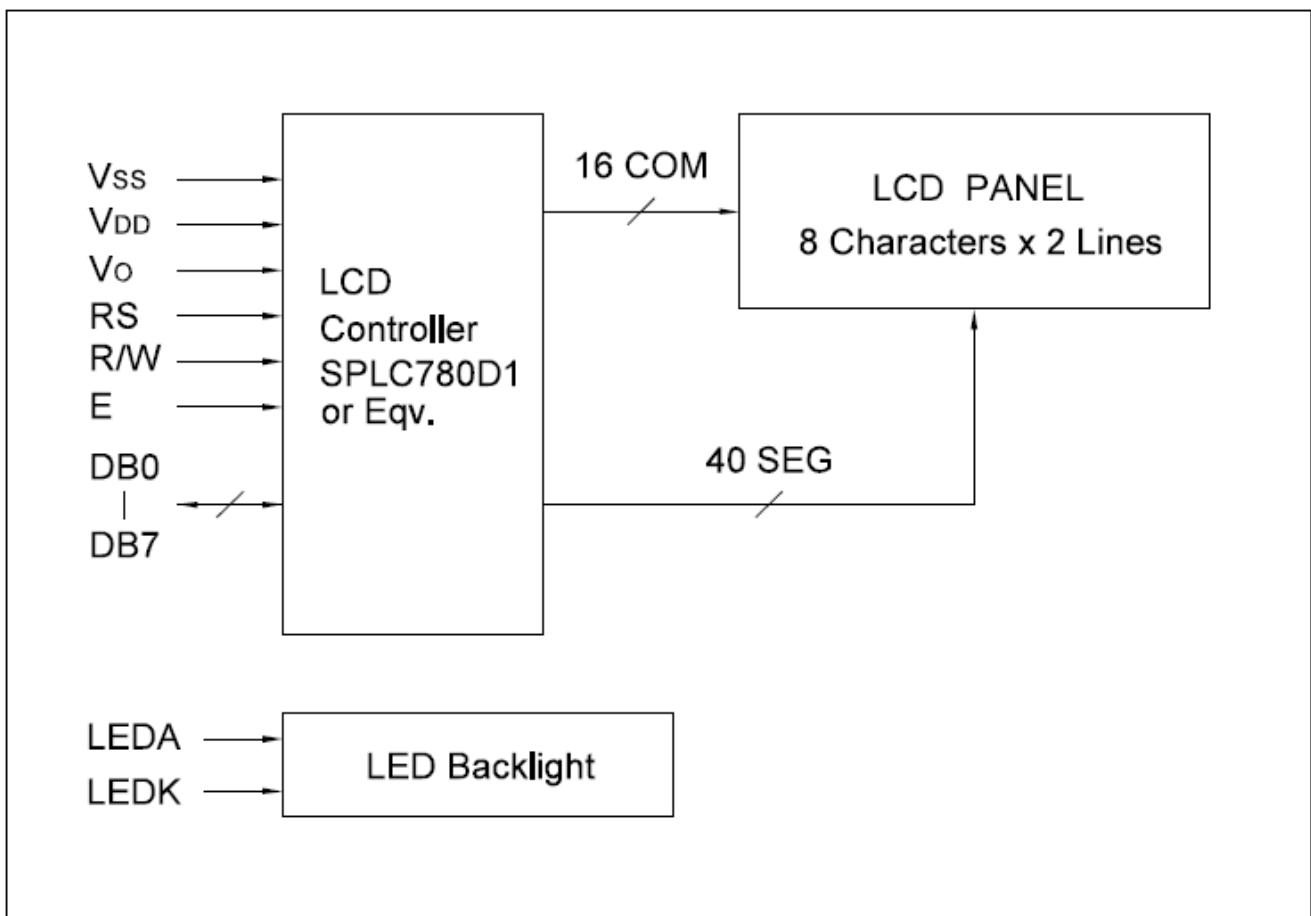 VSS
VDD
VO
RS
R/W
E
DB0
DB7
LCD
Controller
SPLC780D1
or Eqv.
16 COM
40 SEG
LCD PANEL
8 Characters x 2 Lines
LEDA
LEDK
LED Backlight